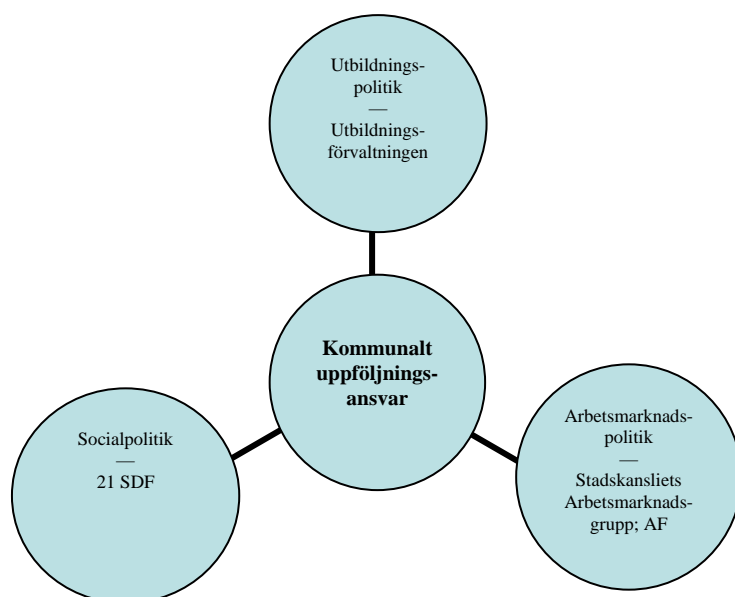 Utbildnings-
politik
—
Utbildnings-
förvaltningen
Kommunalt
uppföljnings-
ansvar
Socialpolitik
—
21 SDF
Arbetsmarknads-
politik
—
Stadskansliets
Arbetsmarknads-
grupp; AF